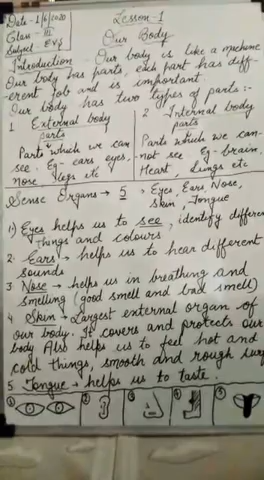 Date - 1/6/2020
Class - III
Subject - EVS
Lesson - 1
Our Body
Introduction - Our body is like a machine
Our body has parts, each part has diff-
erent job and is important.
Our body has two types of parts :-
1 External body parts
Parts which we can
see. Eg - ears eyes,
Nose, legs etc
2 Internal body parts
Parts which we can-
not see. Eg - brain,
Heart, Lungs etc
Sense Organs → 5 → Eyes, Ears, Nose,
Skin, Tongue
1) Eyes helps us to see, identify different
things and colours
2. Ears → helps us to hear different
sounds
3 Nose → helps us in breathing and
smelling (good smell and bad smell)
4 Skin → Largest external organ of
our body. It covers and protects our
body Also helps us to feel hot and
cold things, smooth and rough
5. Tongue → helps us to taste.
1 2 3 4 5